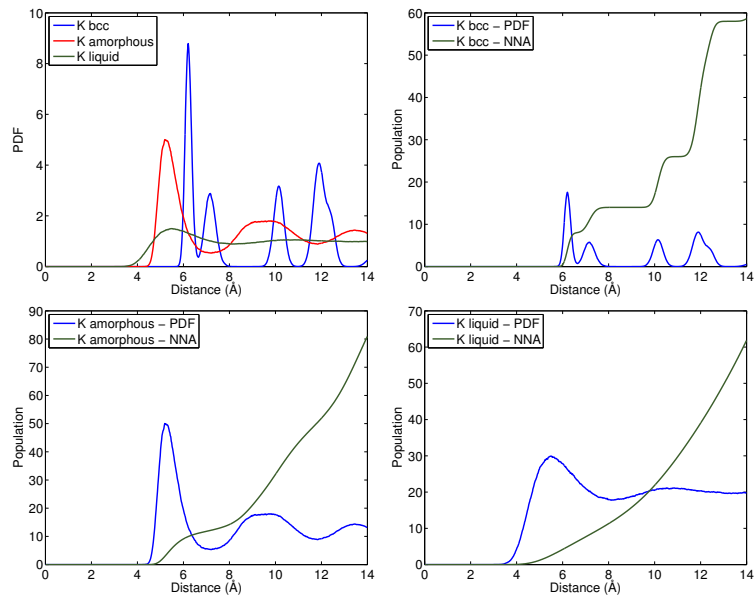 10
8
6
4
2
0
PDF
K bcc
K amorphous
K liquid
0 2 4 6 8 10 12 14
Distance (Å)
60
50
40
30
20
10
0
Population
K bcc − PDF
K bcc − NNA
0 2 4 6 8 10 12 14
Distance (Å)
90
80
70
60
50
40
30
20
10
0
Population
K amorphous − PDF
K amorphous − NNA
0 2 4 6 8 10 12 14
Distance (Å)
70
60
50
40
30
20
10
0
Population
K liquid − PDF
K liquid − NNA
0 2 4 6 8 10 12 14
Distance (Å)